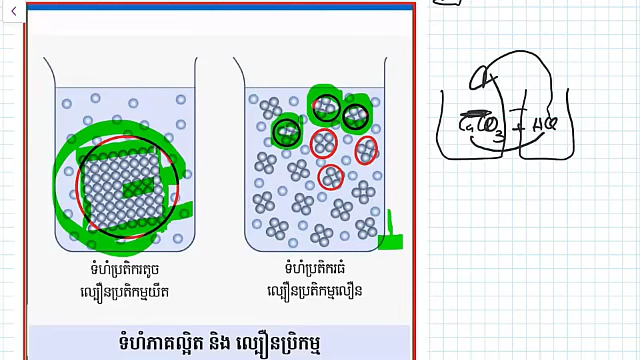 ទំហំប្រតិករតូច
ល្បឿនប្រតិកម្មយឺត
ទំហំប្រតិករធំ
ល្បឿនប្រតិកម្មលឿន
ទំហំភាគល្អិត និង ល្បឿនប្រិកម្ម
CaCO3 + HCl